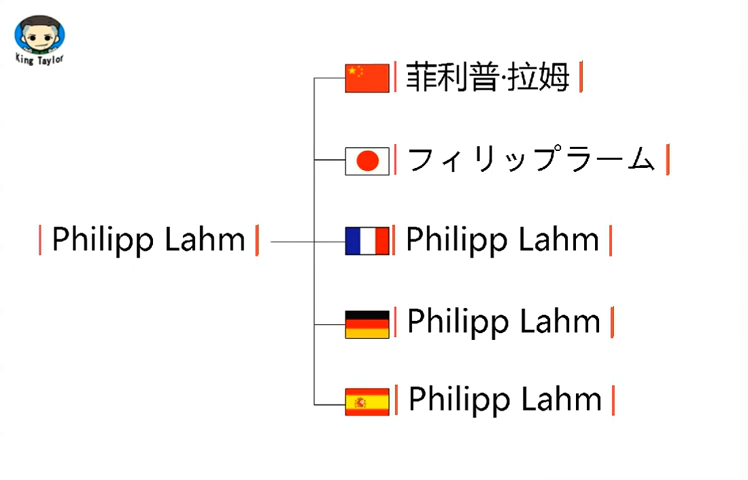 King Taylor
菲利普·拉姆
フィリップラーム
Philipp Lahm
Philipp Lahm
Philipp Lahm
Philipp Lahm